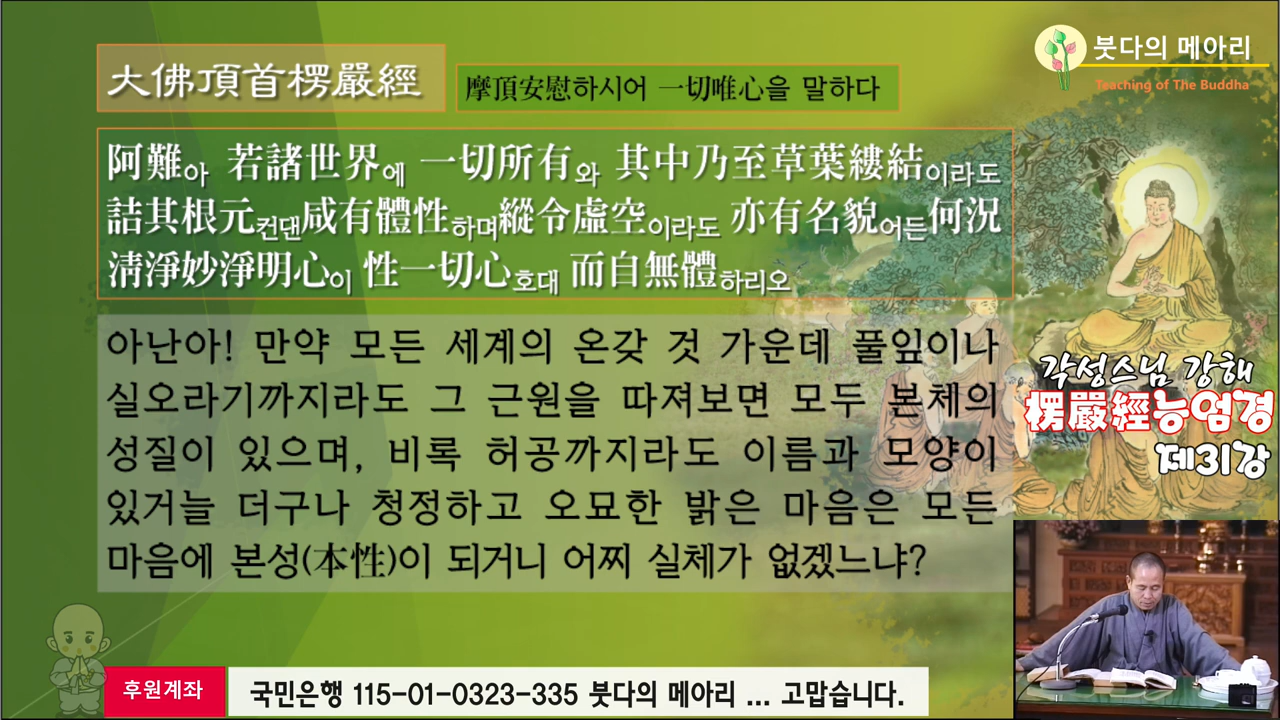 大佛頂首楞嚴經
摩頂安慰하시어 一切唯心을 말하다
붓다의 메아리
Teaching of The Buddha
阿難아 若諸世界에 一切所有와 其中乃至草葉縷結이라도
詰其根元컨댄咸有體性하며縱令虛空이라도 亦有名貌어든何況
淸淨妙淨明心이 性一切心호대 而自無體하리오
아난아! 만약 모든 세계의 온갖 것 가운데 풀잎이나
실오라기까지라도 그 근원을 따져보면 모두 본체의
성질이 있으며, 비록 허공까지라도 이름과 모양이
있거늘 더구나 청정하고 오묘한 밝은 마음은 모든
마음에 본성(本性)이 되거니 어찌 실체가 없겠느냐?
각성스님 강해
楞嚴經능엄경
제31강
후원계좌
국민은행 115-01-0323-335 붓다의 메아리 ... 고맙습니다.